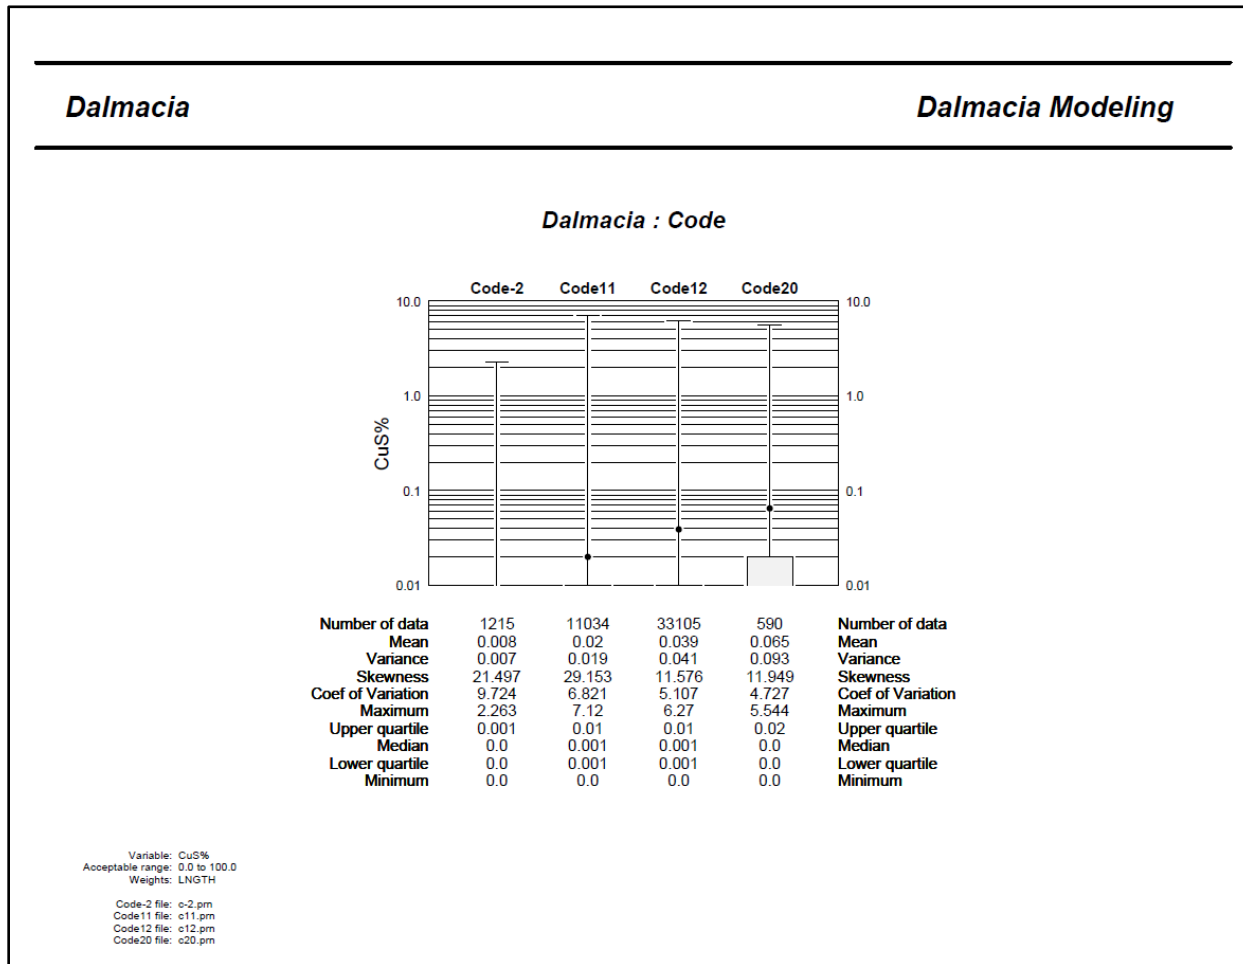 Dalmacia Dalmacia Modeling
Dalmacia : Code
Code-2 Code11 Code12 Code20
10.0 10.0
1.0 1.0
CuS%
0.1 0.1
0.01 0.01
Number of data 1215 11034 33105 590 Number of data
Mean 0.008 0.02 0.039 0.065 Mean
Variance 0.007 0.019 0.041 0.093 Variance
Skewness 21.497 29.153 11.576 11.949 Skewness
Coef of Variation 9.724 6.821 5.107 4.727 Coef of Variation
Maximum 2.263 7.12 6.27 5.544 Maximum
Upper quartile 0.001 0.01 0.01 0.02 Upper quartile
Median 0.0 0.001 0.001 0.0 Median
Lower quartile 0.0 0.001 0.001 0.0 Lower quartile
Minimum 0.0 0.0 0.0 0.0 Minimum
Variable: CuS%
Acceptable range: 0.0 to 100.0
Weights: LNGTH
Code-2 file: c-2.prn
Code11 file: c11.prn
Code12 file: c12.prn
Code20 file: c20.prn